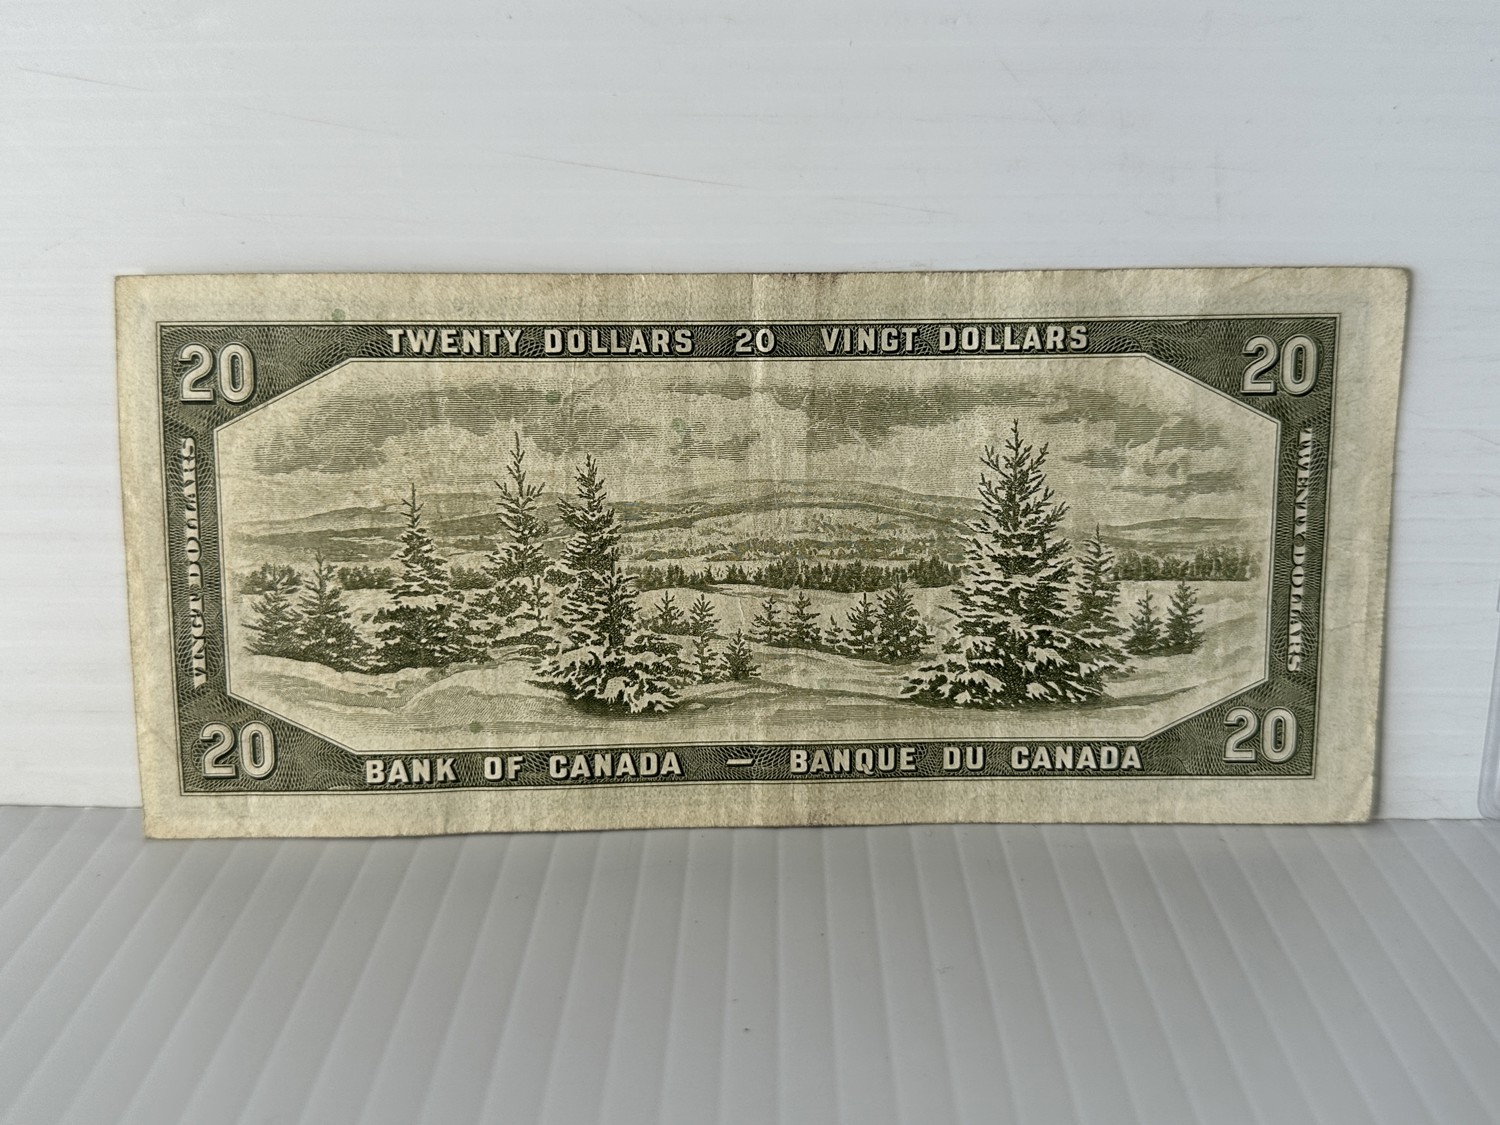 20 TWENTY DOLLARS 20 VINGT DOLLARS 20
VINGT DOLLARS
TWENTY DOLLARS
20 BANK OF CANADA — BANQUE DU CANADA 20